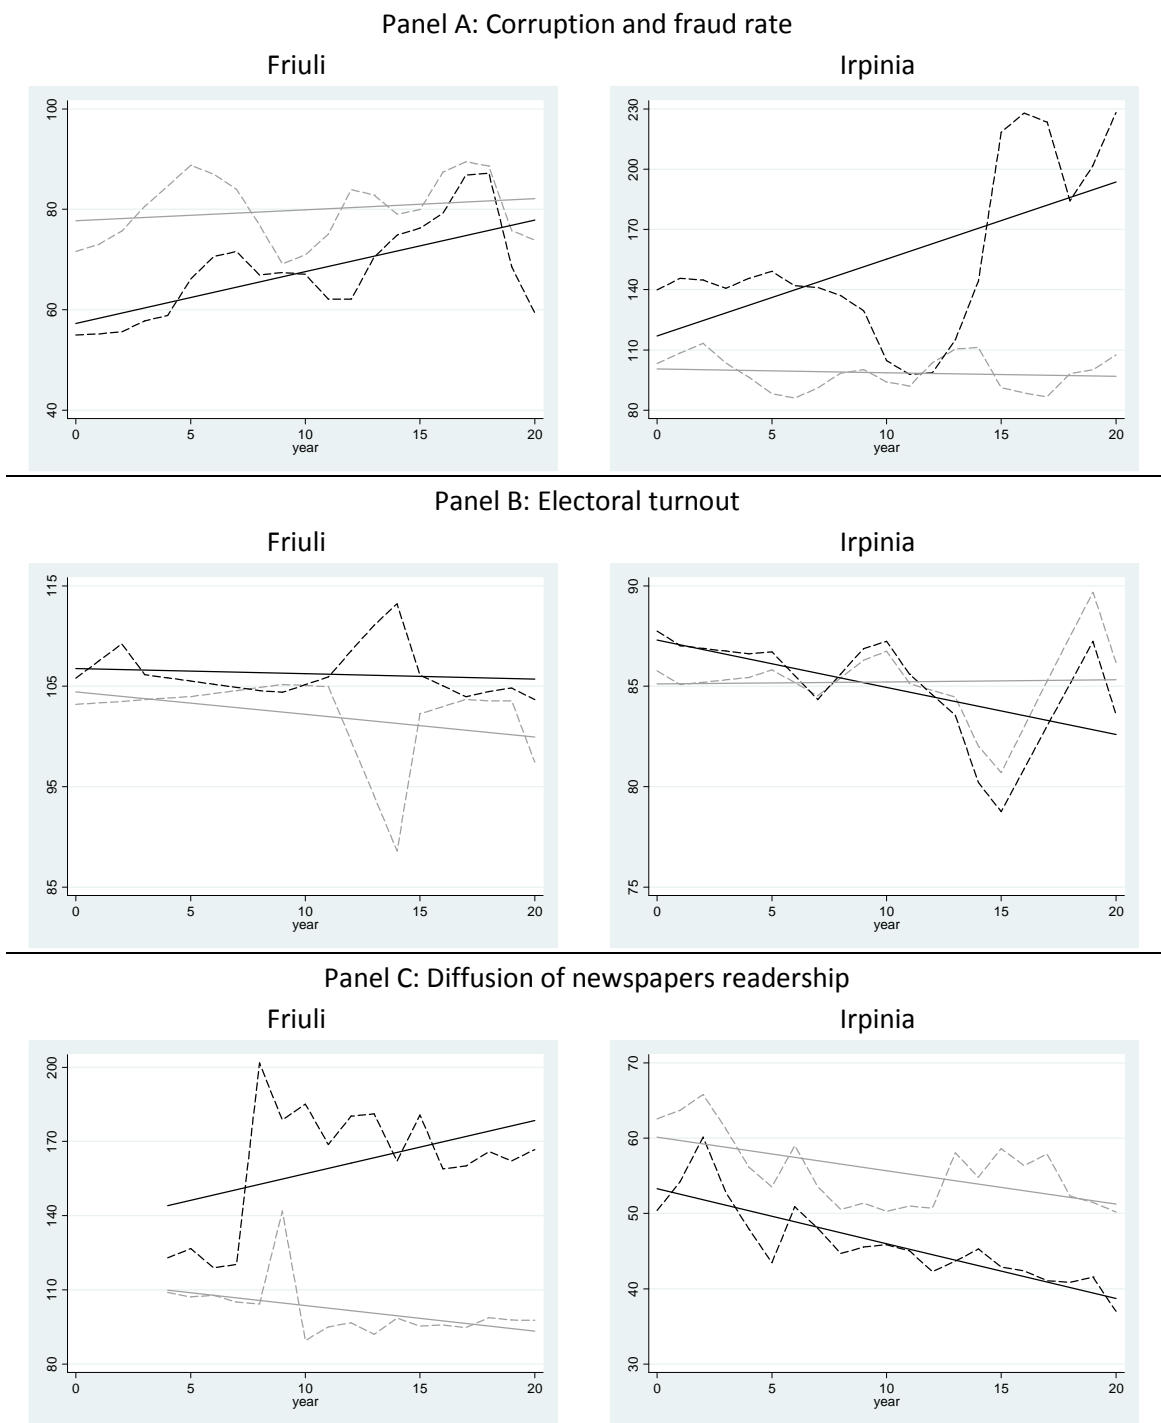 Panel A: Corruption and fraud rate
Friuli
Irpinia
100
80
60
40
0 5 10 15 20
year
230
200
170
140
110
80
0 5 10 15 20
year
Panel B: Electoral turnout
Friuli
Irpinia
115
105
95
85
0 5 10 15 20
year
90
85
80
75
0 5 10 15 20
year
Panel C: Diffusion of newspapers readership
Friuli
Irpinia
200
170
140
110
80
0 5 10 15 20
year
70
60
50
40
30
0 5 10 15 20
year